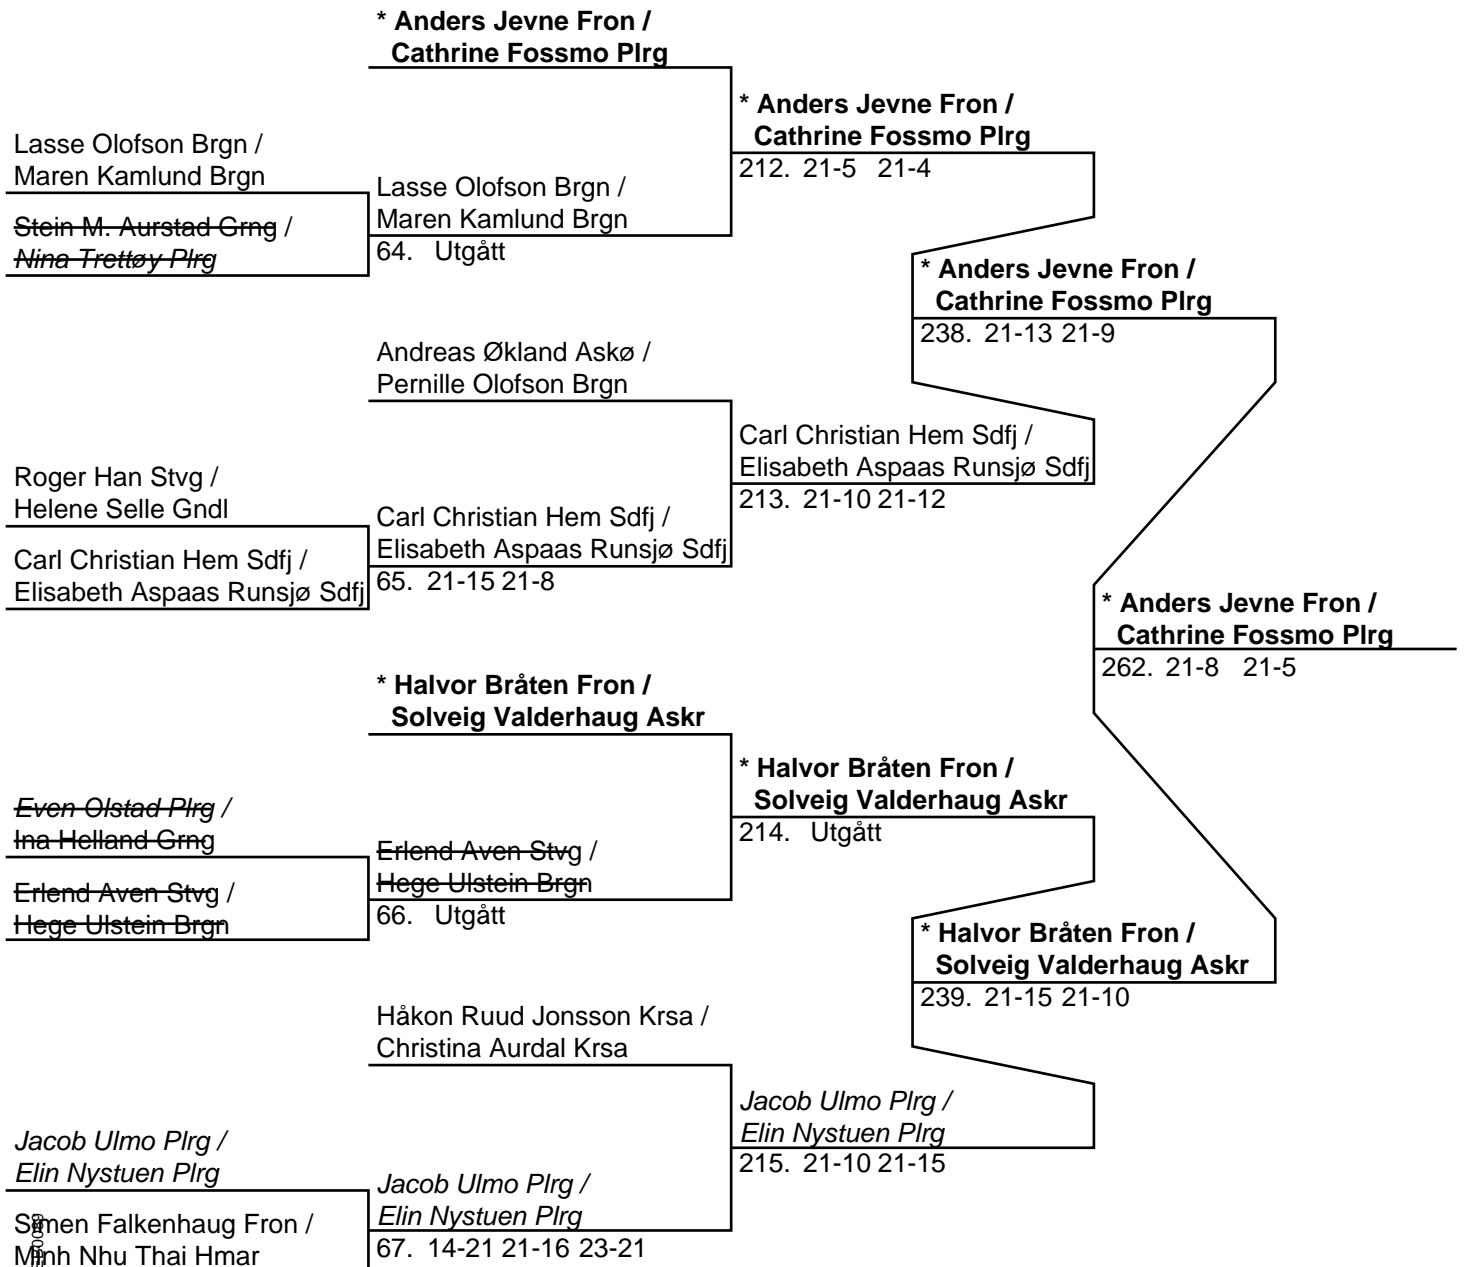 * Anders Jevne Fron /
Cathrine Fossmo Plrg
Lasse Olofson Brgn /
Maren Kamlund Brgn
Stein M. Aurstad Grng /
Nina Trettøy Plrg
Lasse Olofson Brgn /
Maren Kamlund Brgn
64. Utgått
* Anders Jevne Fron /
Cathrine Fossmo Plrg
212. 21-5 21-4
Andreas Økland Askø /
Pernille Olofson Brgn
Roger Han Stvg /
Helene Selle Gndl
Carl Christian Hem Sdfj /
Elisabeth Aspaas Runsjø Sdfj
Carl Christian Hem Sdfj /
Elisabeth Aspaas Runsjø Sdfj
65. 21-15 21-8
Carl Christian Hem Sdfj /
Elisabeth Aspaas Runsjø Sdfj
213. 21-10 21-12
* Anders Jevne Fron /
Cathrine Fossmo Plrg
238. 21-13 21-9
* Halvor Bråten Fron /
Solveig Valderhaug Askr
Even Olstad Plrg /
Ina Helland Grng
Erlend Aven Stvg /
Hege Ulstein Brgn
Erlend Aven Stvg /
Hege Ulstein Brgn
66. Utgått
* Halvor Bråten Fron /
Solveig Valderhaug Askr
214. Utgått
Håkon Ruud Jonsson Krsa /
Christina Aurdal Krsa
Jacob Ulmo Plrg /
Elin Nystuen Plrg
Simen Falkenhaug Fron /
Minh Nhu Thai Hmar
Jacob Ulmo Plrg /
Elin Nystuen Plrg
67. 14-21 21-16 23-21
Jacob Ulmo Plrg /
Elin Nystuen Plrg
215. 21-10 21-15
* Halvor Bråten Fron /
Solveig Valderhaug Askr
239. 21-15 21-10
* Anders Jevne Fron /
Cathrine Fossmo Plrg
262. 21-8 21-5